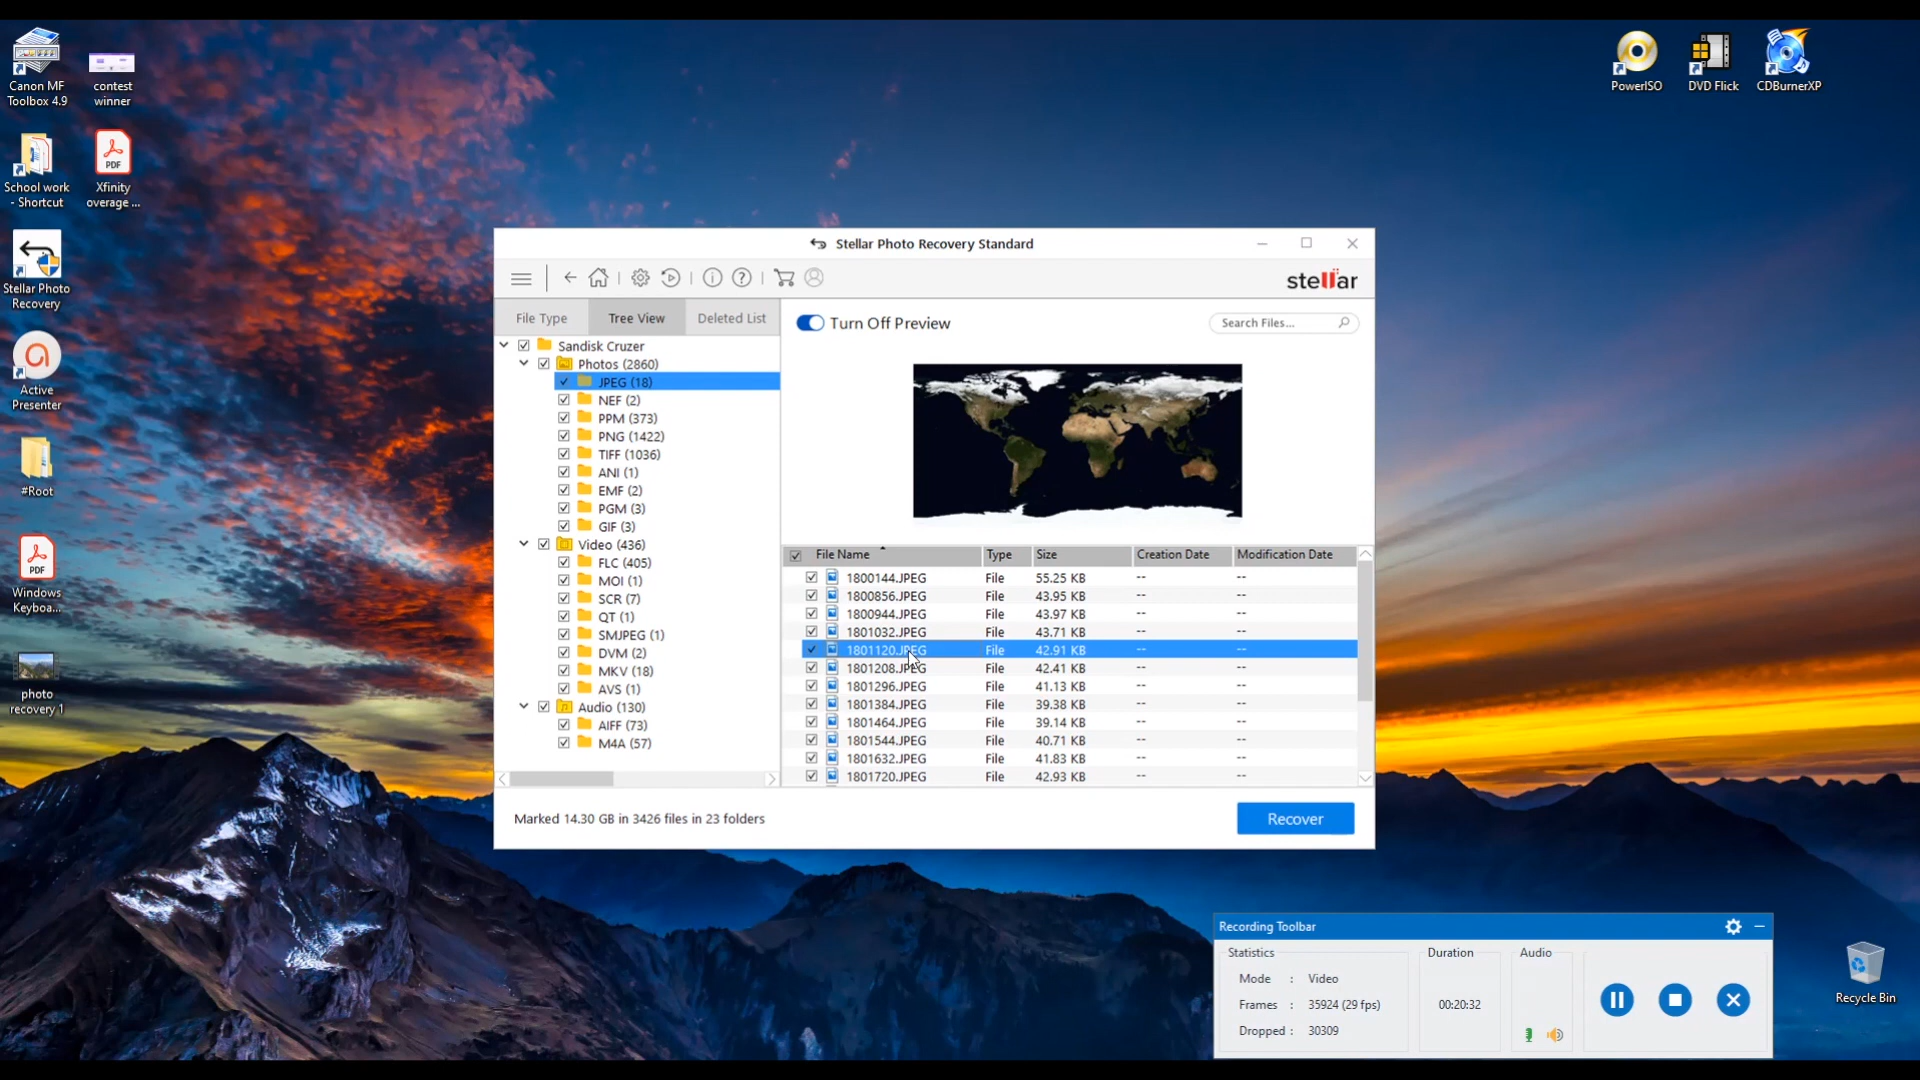 Canon MF
Toolbox 4.9
contest
winner
School work
- Shortcut
PDF
Xfinity
overage ...
Stellar Photo
Recovery
Active
Presenter
#Root
PDF
Windows
Keyboa...
photo
recovery 1
PowerISO
DVD Flick
CDBurnerXP
Stellar Photo Recovery Standard
stellar
File Type
Tree View
Deleted List
Turn Off Preview
Search Files...
Sandisk Cruzer
Photos (2860)
JPEG (18)
NEF (2)
PPM (373)
PNG (1422)
TIFF (1036)
ANI (1)
EMF (2)
PGM (3)
GIF (3)
Video (436)
FLC (405)
MOI (1)
SCR (7)
QT (1)
SMJPEG (1)
DVM (2)
MKV (18)
AVS (1)
Audio (130)
AIFF (73)
M4A (57)
File Name Type Size Creation Date Modification Date
1800144.JPEG File 55.25 KB -- --
1800856.JPEG File 43.95 KB -- --
1800944.JPEG File 43.97 KB -- --
1801032.JPEG File 43.71 KB -- --
1801120.JPEG File 42.91 KB -- --
1801208.JPEG File 42.41 KB -- --
1801296.JPEG File 41.13 KB -- --
1801384.JPEG File 39.38 KB -- --
1801464.JPEG File 39.14 KB -- --
1801544.JPEG File 40.71 KB -- --
1801632.JPEG File 41.83 KB -- --
1801720.JPEG File 42.93 KB -- --
Marked 14.30 GB in 3426 files in 23 folders
Recover
Recording Toolbar
Statistics
Mode : Video
Frames : 35924 (29 fps)
Dropped : 30309
Duration
00:20:32
Audio
Recycle Bin